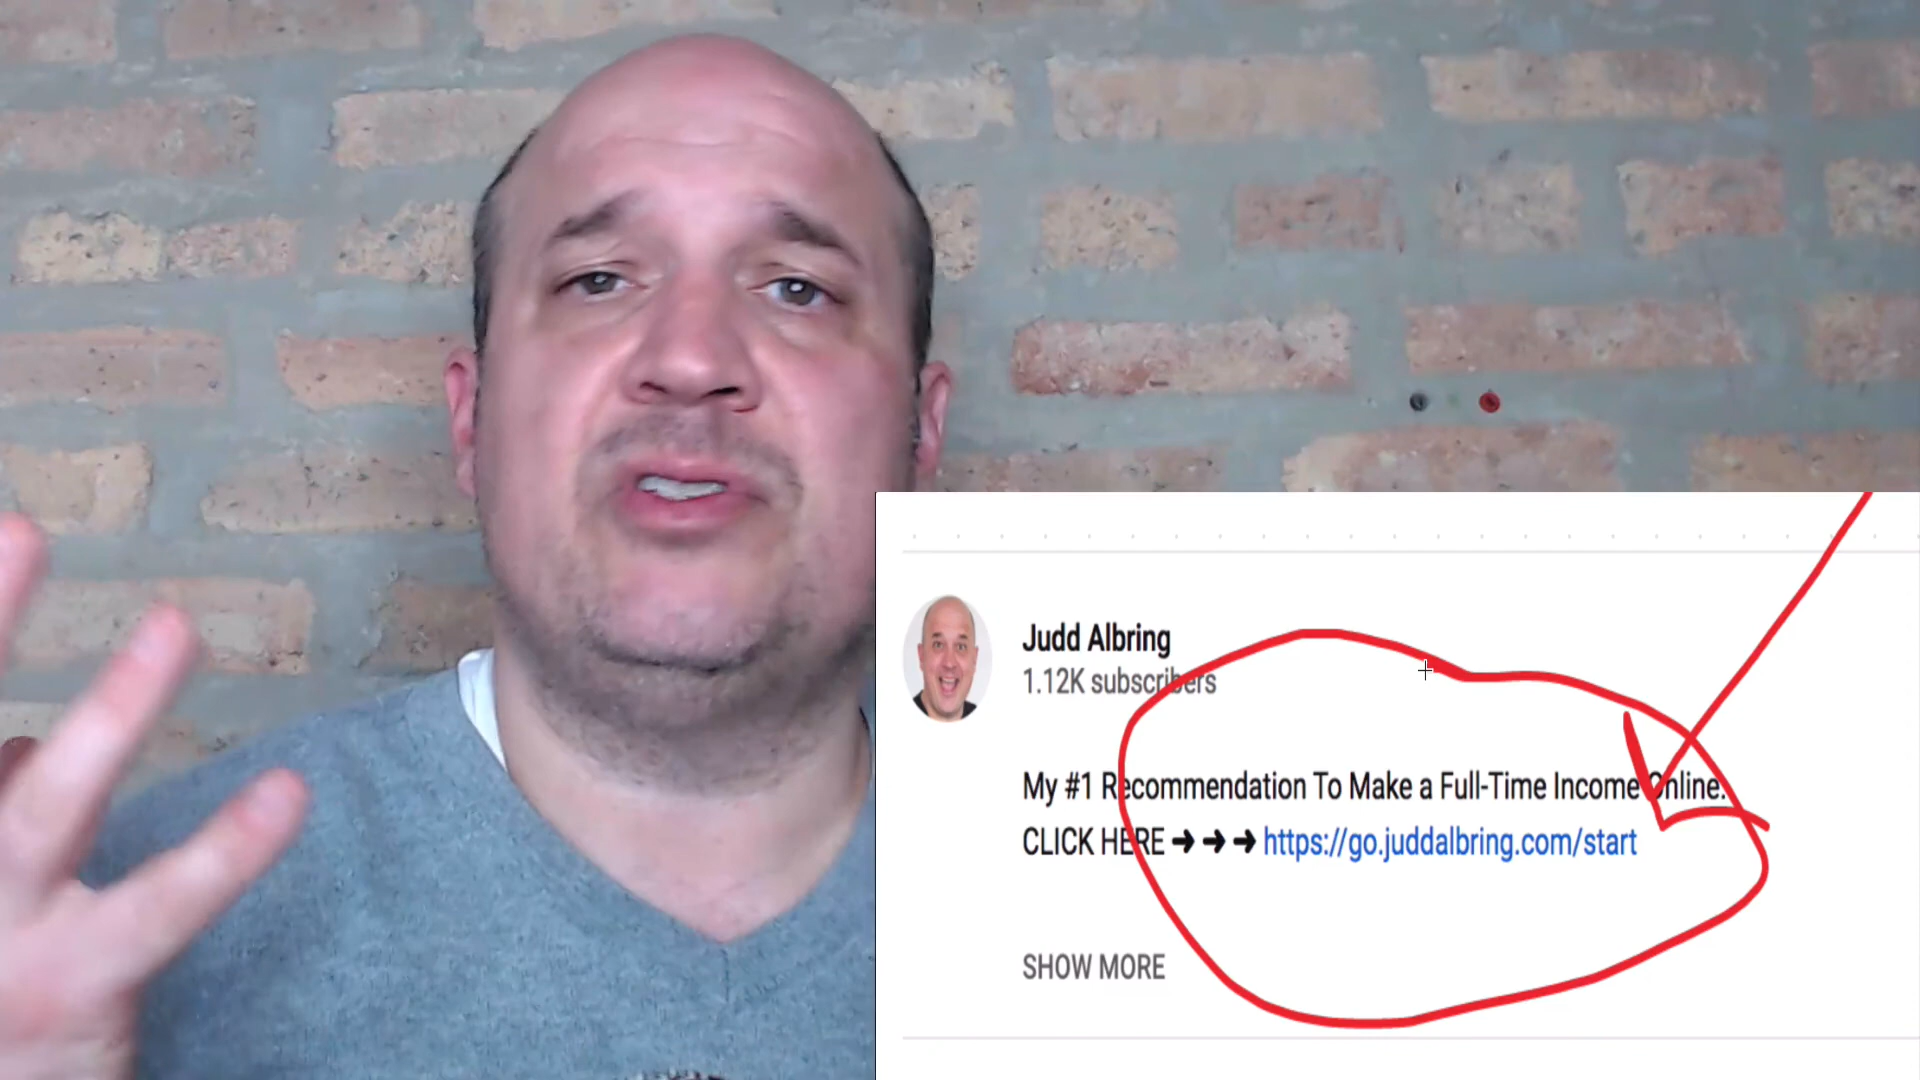 Judd Albring
1.12K subscribers
My #1 Recommendation To Make a Full-Time Income Online.
CLICK HERE ➔ ➔ ➔ https://go.juddalbring.com/start
SHOW MORE